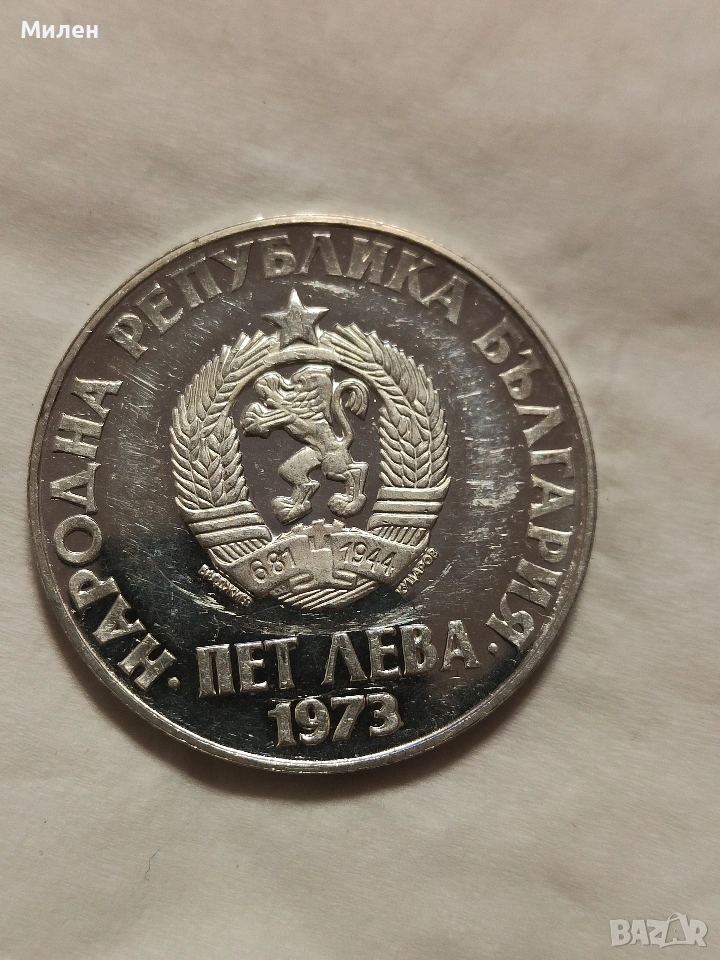 Милен
· НАРОДНА РЕПУБЛИКА БЪЛГАРИЯ ·
681 1944
ПЕТ ЛЕВА
1973
BAZAR